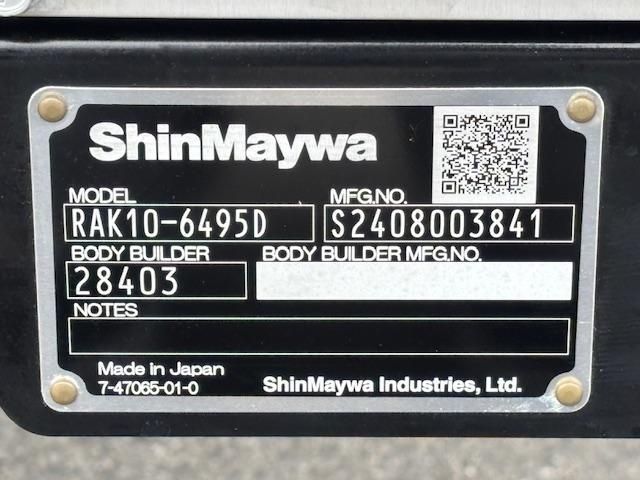 ShinMaywa
MODEL MFG.NO.
RAK10-6495D S2408003841
BODY BUILDER BODY BUILDER MFG.NO.
28403
NOTES
Made in Japan
7-47065-01-0 ShinMaywa Industries, Ltd.